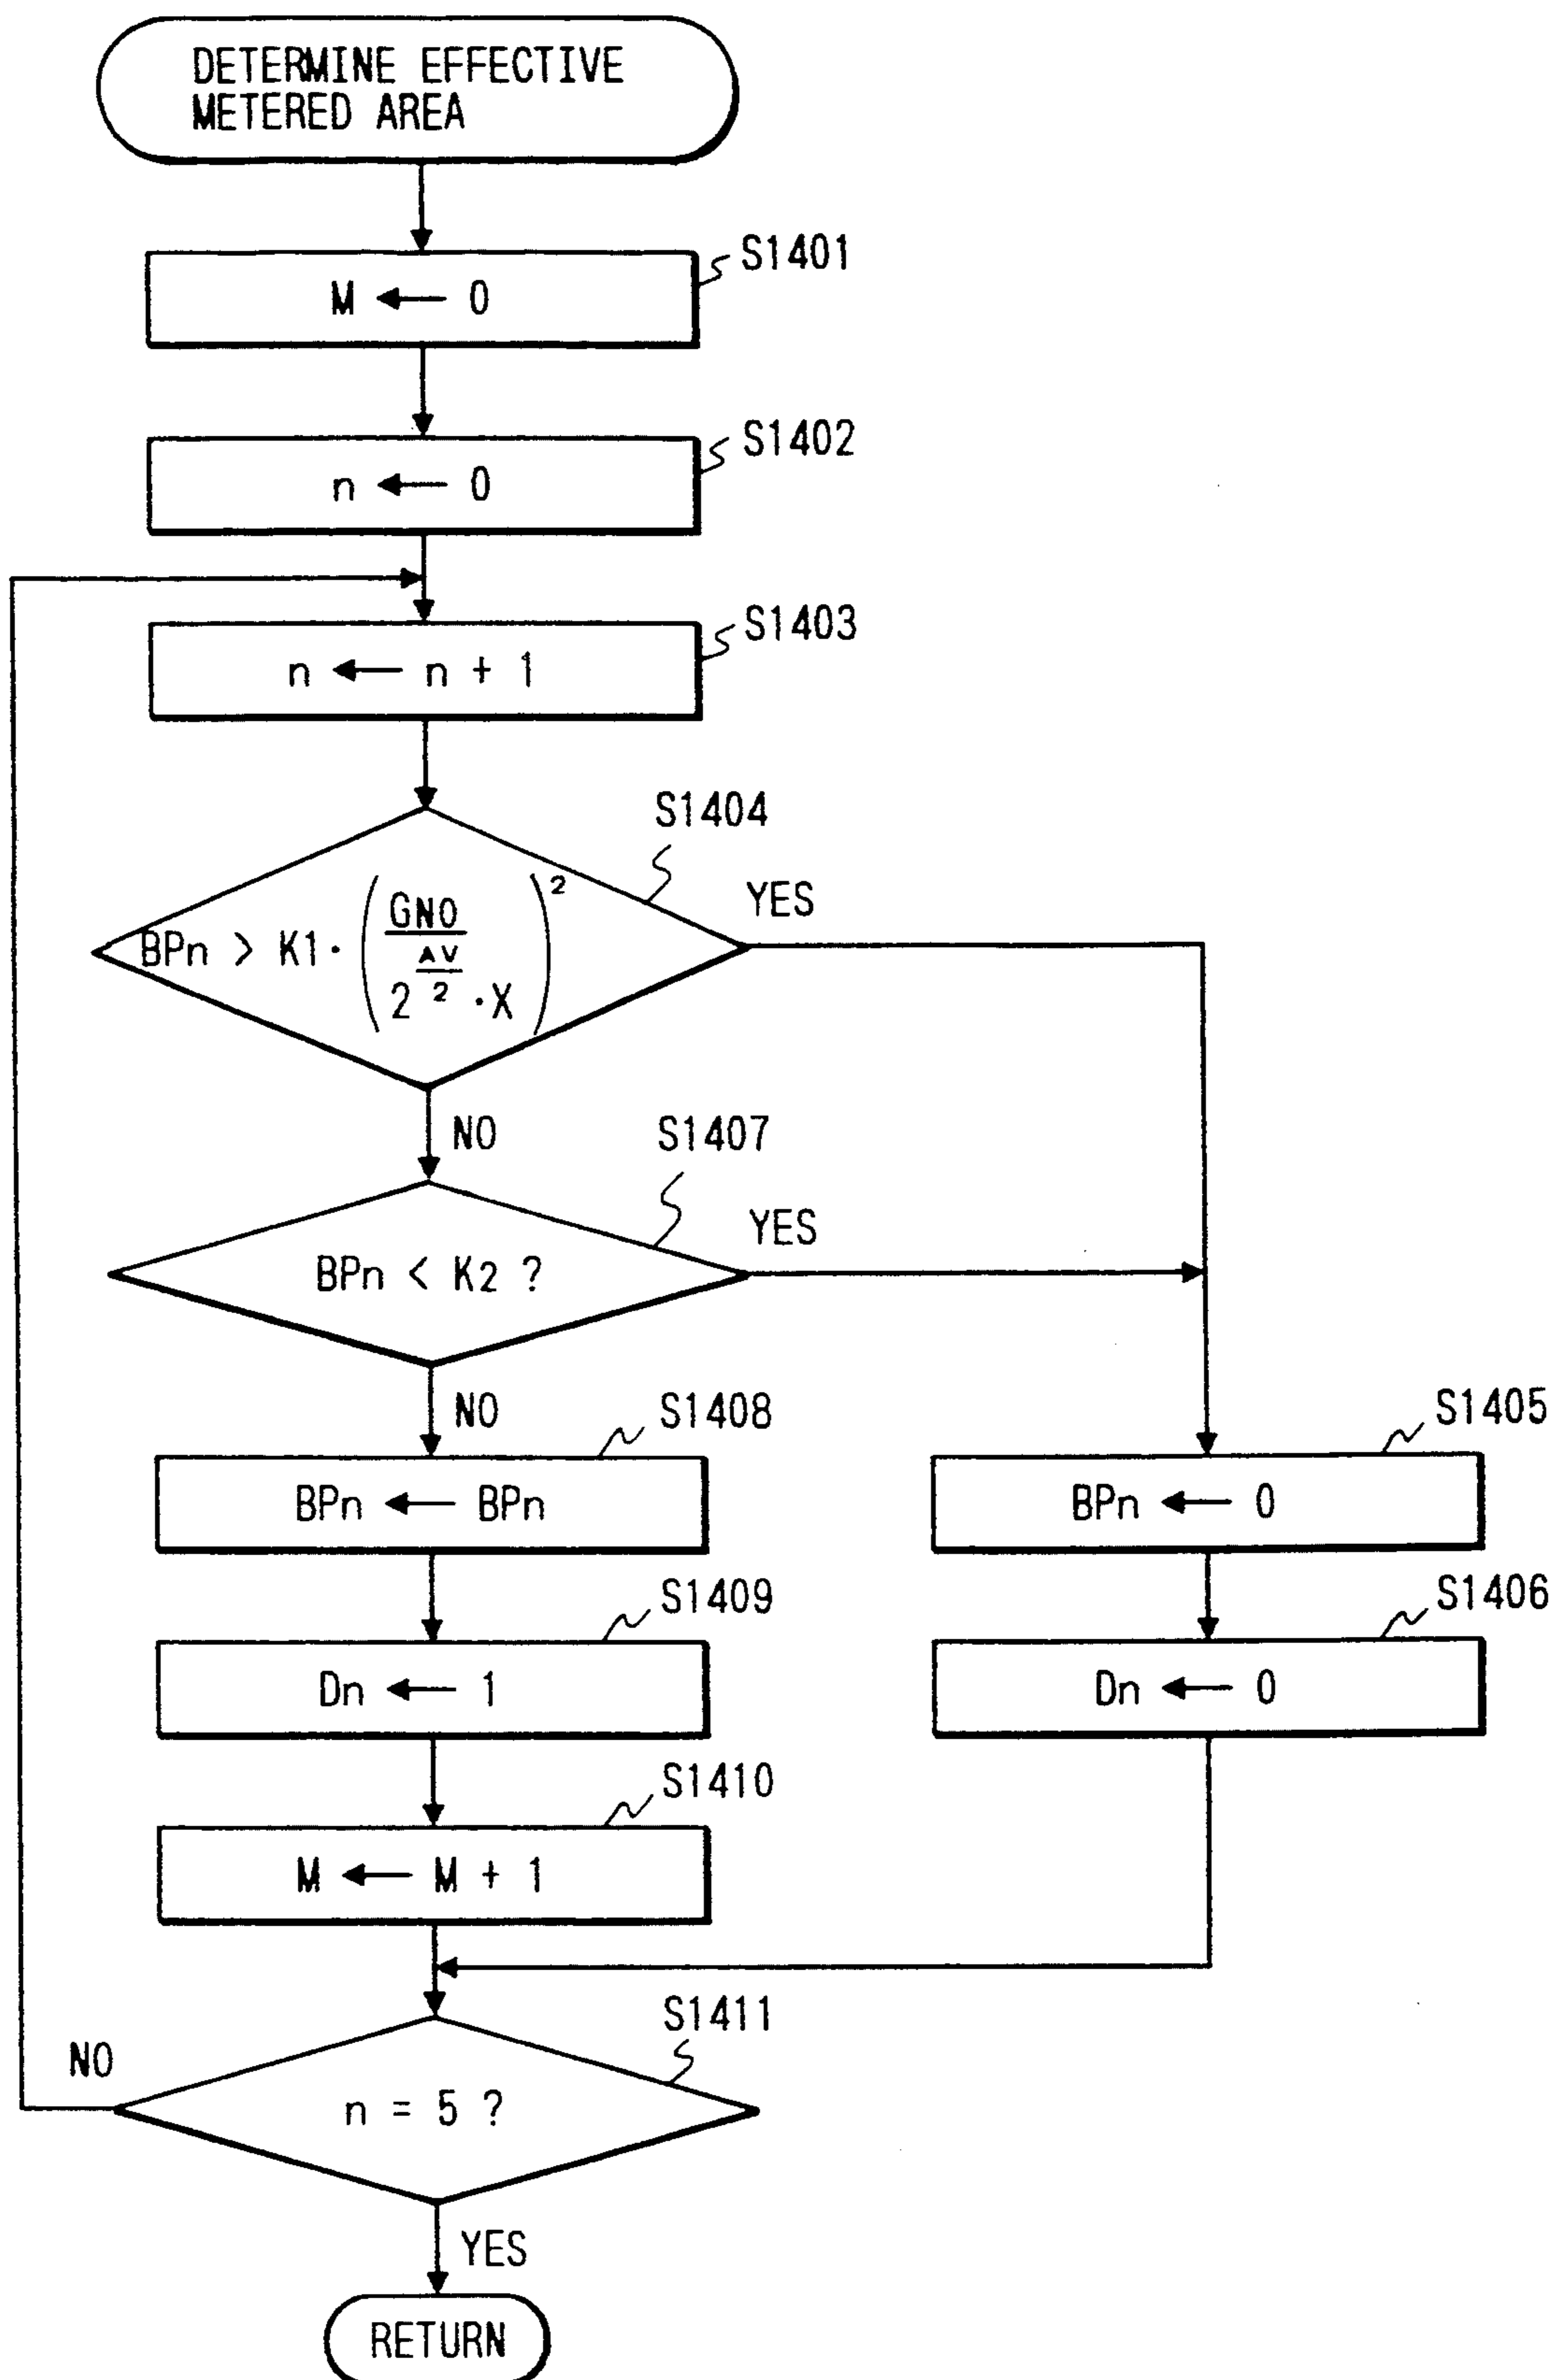 DETERMINE EFFECTIVE
METERED AREA
S1401
M ← 0
S1402
n ← 0
S1403
n ← n + 1
S1404
YES
BPn > K1·(GNO / 2^(AV/2)·X)^2
NO
S1407
YES
BPn < K2 ?
NO
S1408
BPn ← BPn
S1405
BPn ← 0
S1409
Dn ← 1
S1406
Dn ← 0
S1410
M ← M + 1
S1411
NO
n = 5 ?
YES
RETURN